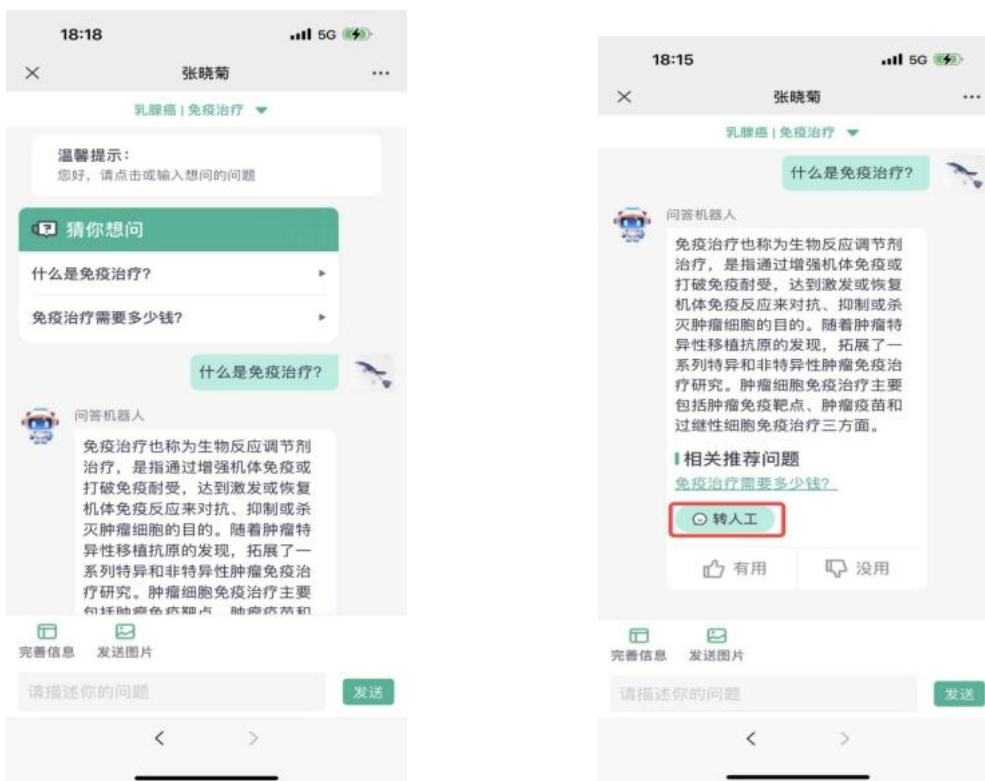 18:18
5G
张晓菊
乳腺癌 | 免疫治疗
温馨提示：
您好，请点击或输入想问的问题
猜你想问
什么是免疫治疗?
免疫治疗需要多少钱?
什么是免疫治疗?
问答机器人
免疫治疗也称为生物反应调节剂
治疗，是指通过增强机体免疫或
打破免疫耐受，达到激发或恢复
机体免疫反应来对抗、抑制或杀
灭肿瘤细胞的目的。随着肿瘤特
异性移植抗原的发现，拓展了一
系列特异和非特异性肿瘤免疫治
疗研究。肿瘤细胞免疫治疗主要
包括肿瘤免疫靶点、肿瘤疫苗和
完善信息
发送图片
请描述你的问题
发送
18:15
5G
张晓菊
乳腺癌 | 免疫治疗
什么是免疫治疗?
问答机器人
免疫治疗也称为生物反应调节剂
治疗，是指通过增强机体免疫或
打破免疫耐受，达到激发或恢复
机体免疫反应来对抗、抑制或杀
灭肿瘤细胞的目的。随着肿瘤特
异性移植抗原的发现，拓展了一
系列特异和非特异性肿瘤免疫治
疗研究。肿瘤细胞免疫治疗主要
包括肿瘤免疫靶点、肿瘤疫苗和
过继性细胞免疫治疗三方面。
相关推荐问题
免疫治疗需要多少钱?
转人工
有用
没用
完善信息
发送图片
请描述你的问题
发送